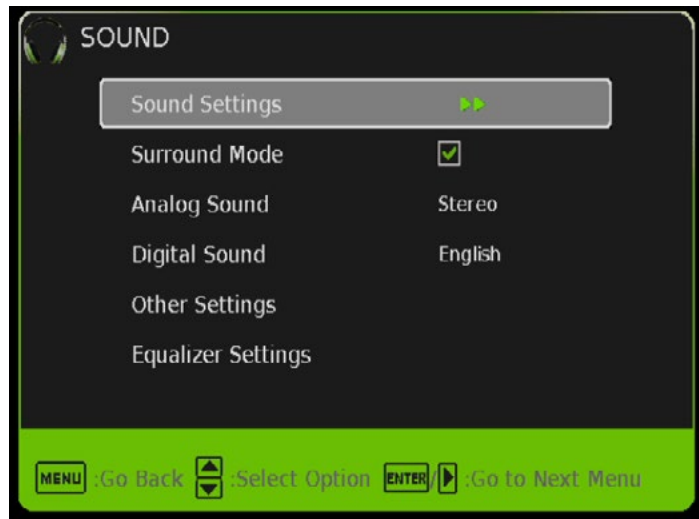 SOUND
Sound Settings
Surround Mode
Analog Sound Stereo
Digital Sound English
Other Settings
Equalizer Settings
MENU :Go Back :Select Option ENTER/ :Go to Next Menu